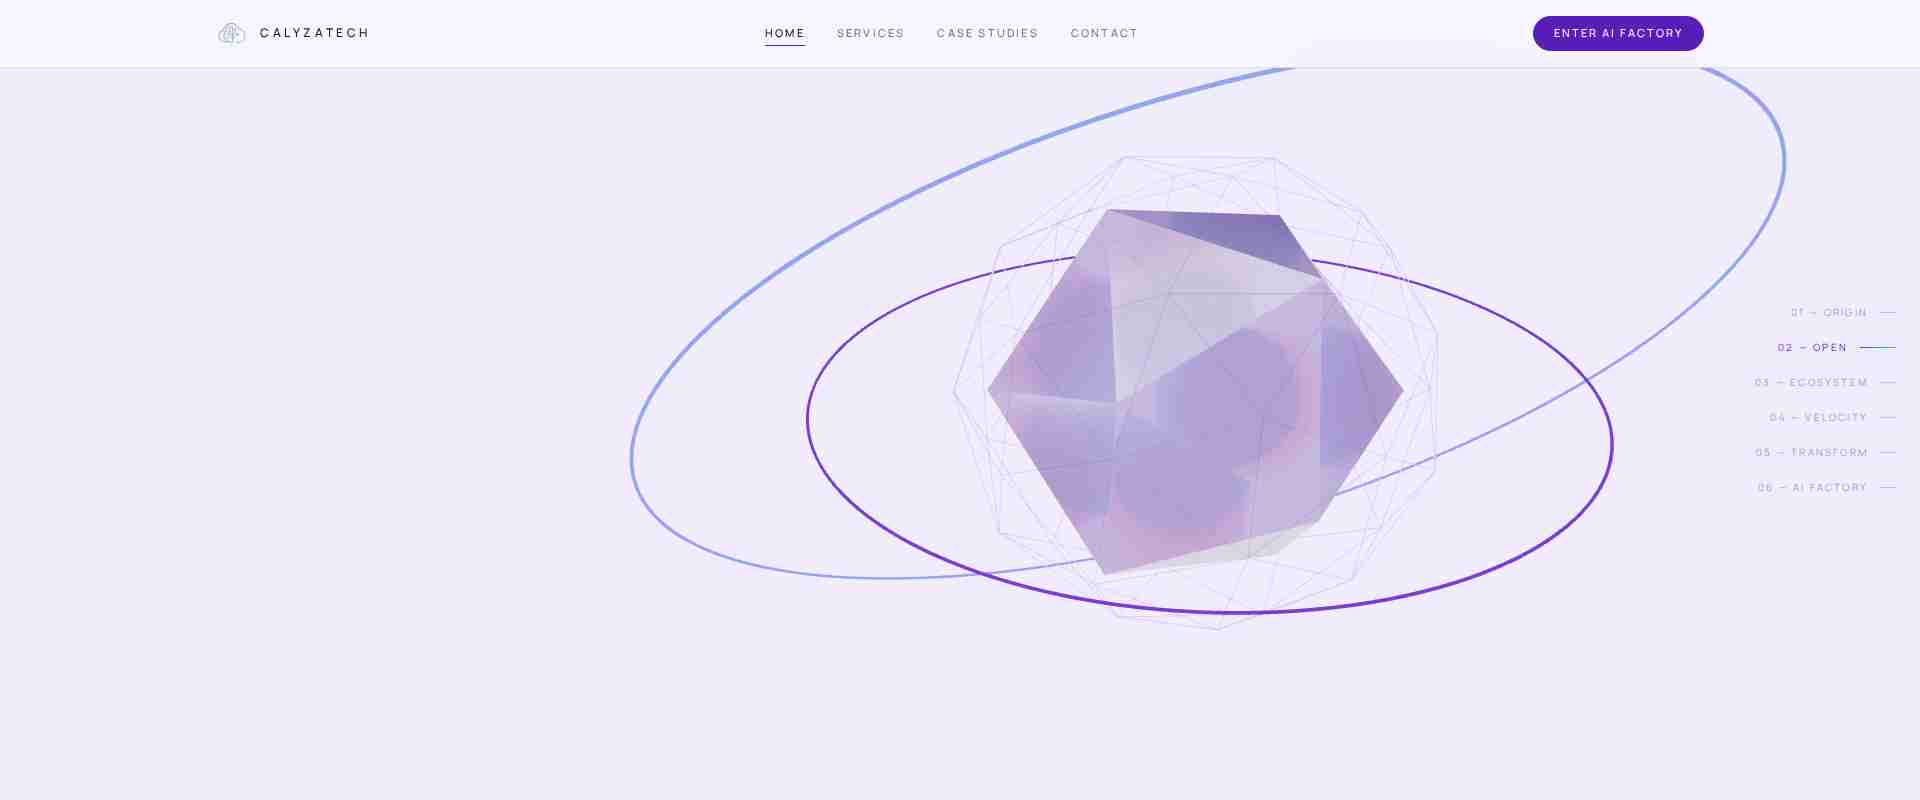 CALYZATECH
HOME
SERVICES
CASE STUDIES
CONTACT
ENTER AI FACTORY
01 — ORIGIN
02 — OPEN
03 — ECOSYSTEM
04 — VELOCITY
05 — TRANSFORM
06 — AI FACTORY